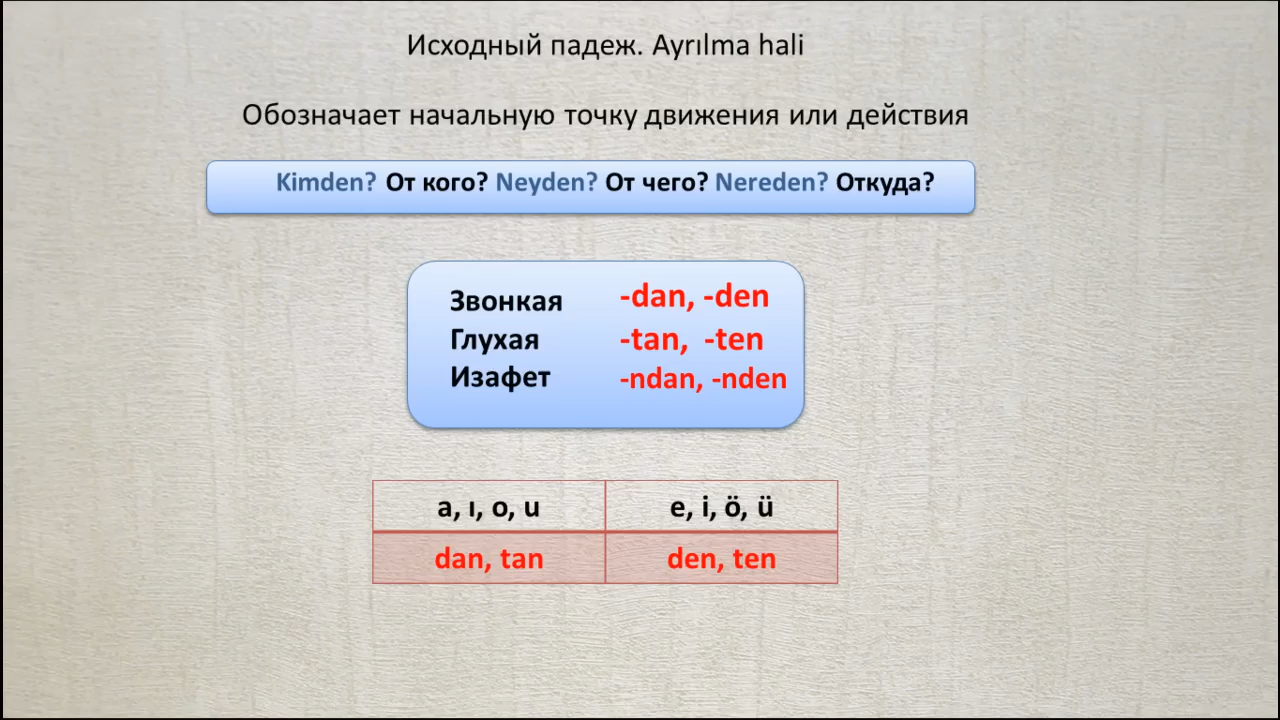 Исходный падеж. Ayrılma hali
Обозначает начальную точку движения или действия
Kimden? От кого? Neyden? От чего? Nereden? Откуда?
Звонкая -dan, -den
Глухая -tan, -ten
Изафет -ndan, -nden
a, ı, o, u e, i, ö, ü
dan, tan den, ten